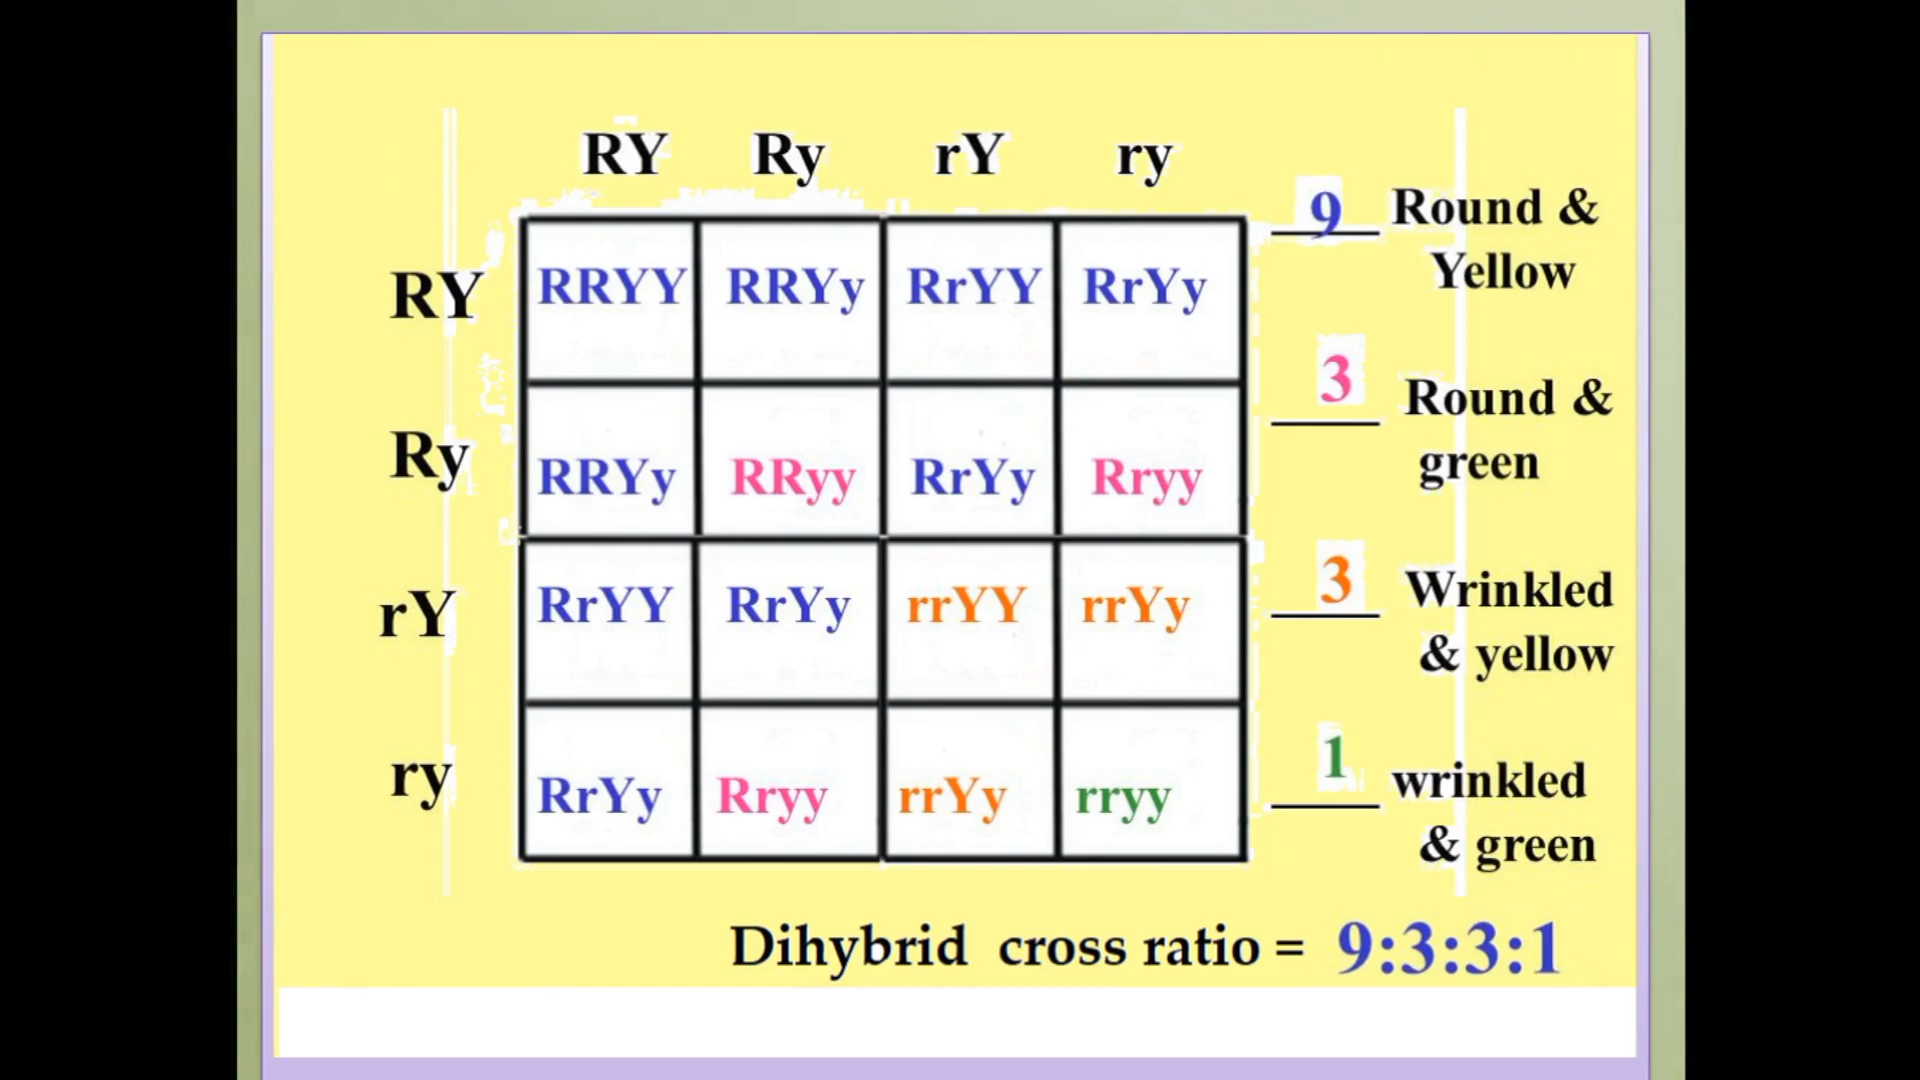 RY Ry rY ry
9 Round &
Yellow
RY RRYY RRYy RrYY RrYy
3 Round &
green
Ry RRYy RRyy RrYy Rryy
3 Wrinkled
& yellow
rY RrYY RrYy rrYY rrYy
1 wrinkled
& green
ry RrYy Rryy rrYy rryy
Dihybrid cross ratio = 9:3:3:1